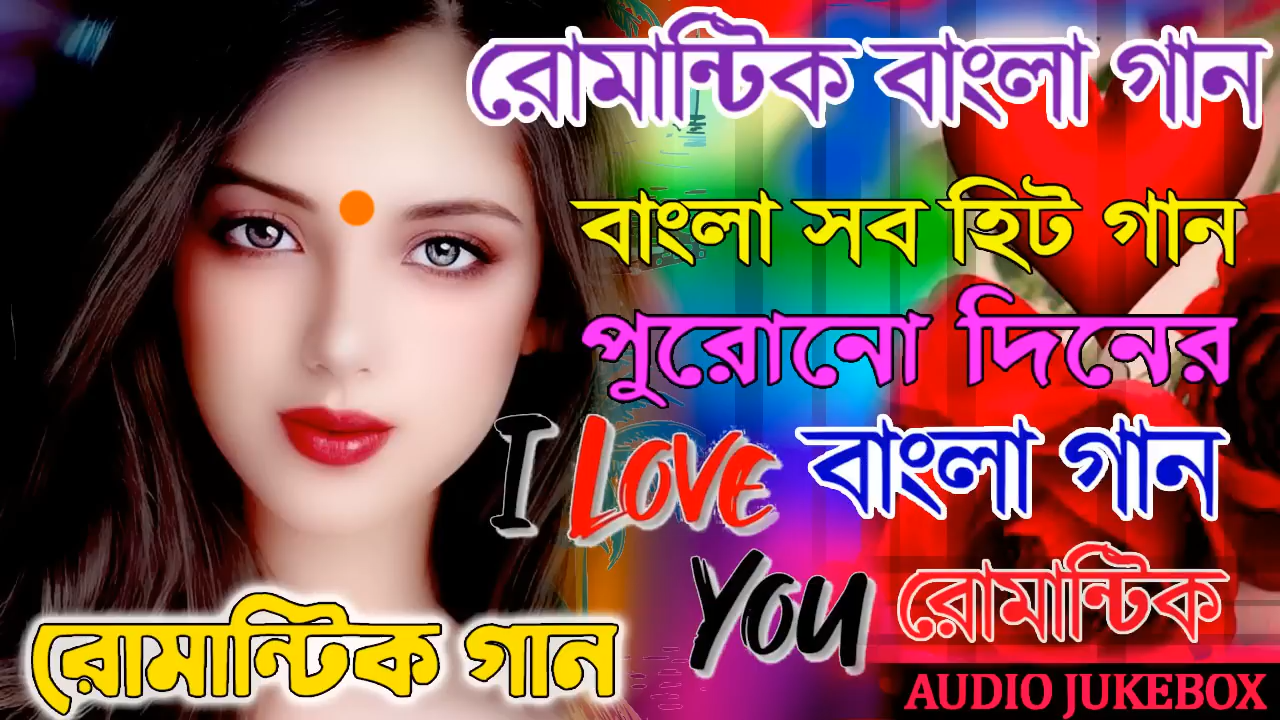 রোমান্টিক বাংলা গান
বাংলা সব হিট গান
পুরোনো দিনের
I LOVE বাংলা গান
YOU রোমান্টিক
রোমান্টিক গান
AUDIO JUKEBOX